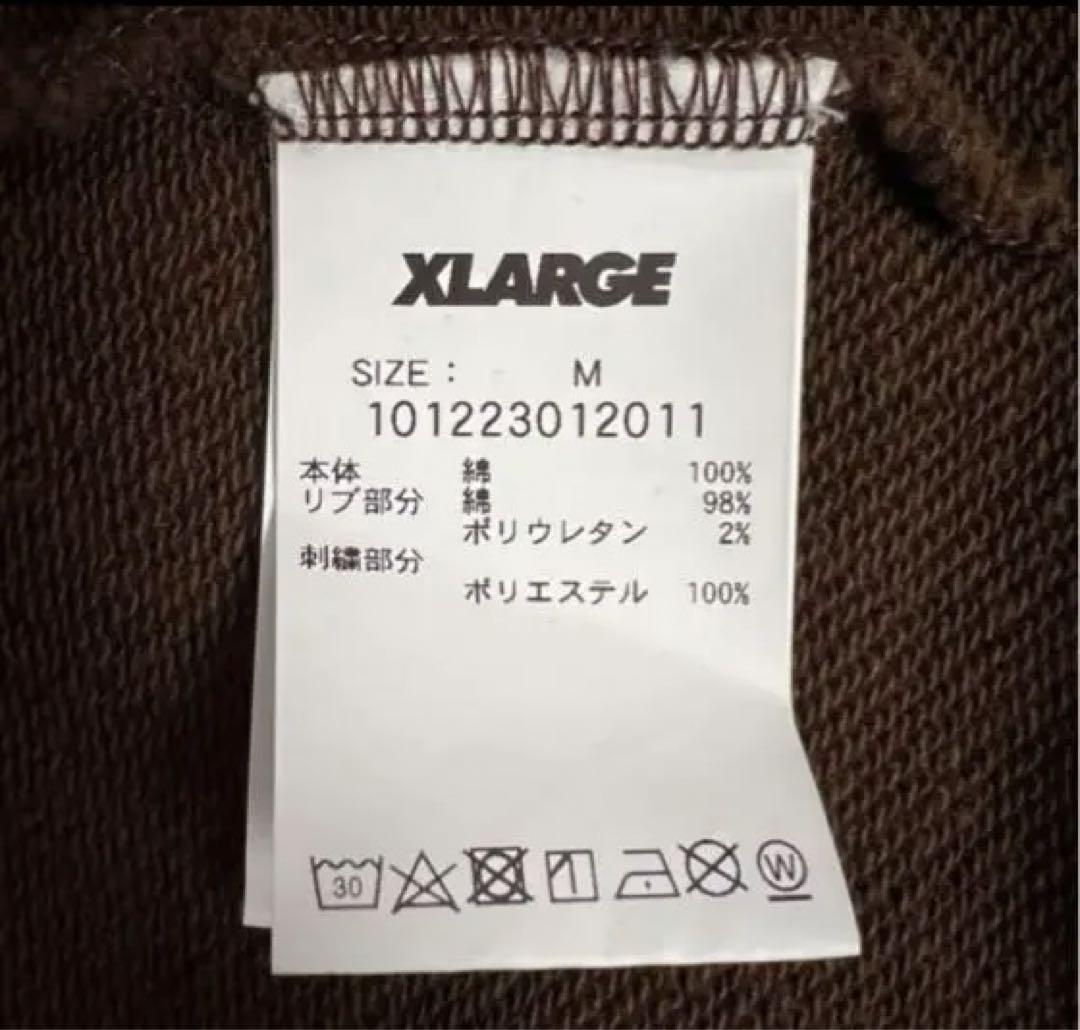 XLARGE
SIZE： M
101223012011
本体 綿 100%
リブ部分 綿 98%
ポリウレタン 2%
刺繍部分
ポリエステル 100%
30
W